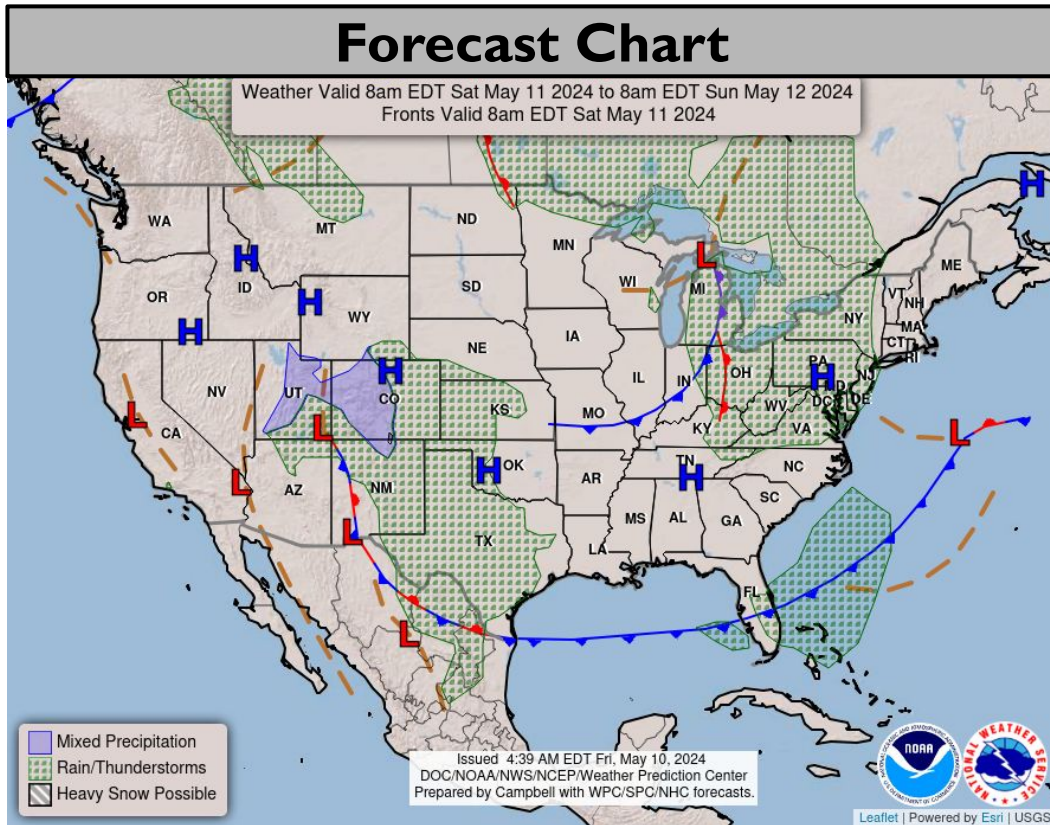 Forecast Chart
Weather Valid 8am EDT Sat May 11 2024 to 8am EDT Sun May 12 2024
Fronts Valid 8am EDT Sat May 11 2024
H
WA
MT
ND
MN
ME
L
H
ID
OR
SD
WI
MI
VT
NH
H
WY
NY
MA
H
IA
CT
RI
NE
PA
NJ
H
NV
UT
CO
IL
IN
OH
H
DC
DE
L
CA
KS
MO
WV
VA
L
KY
L
L
AZ
NM
H
OK
AR
TN
H
NC
SC
L
TX
MS
AL
GA
LA
FL
L
Mixed Precipitation
Rain/Thunderstorms
Heavy Snow Possible
Issued 4:39 AM EDT Fri, May 10, 2024
DOC/NOAA/NWS/NCEP/Weather Prediction Center
Prepared by Campbell with WPC/SPC/NHC forecasts.
NOAA
NATIONAL WEATHER SERVICE
Leaflet | Powered by Esri | USGS